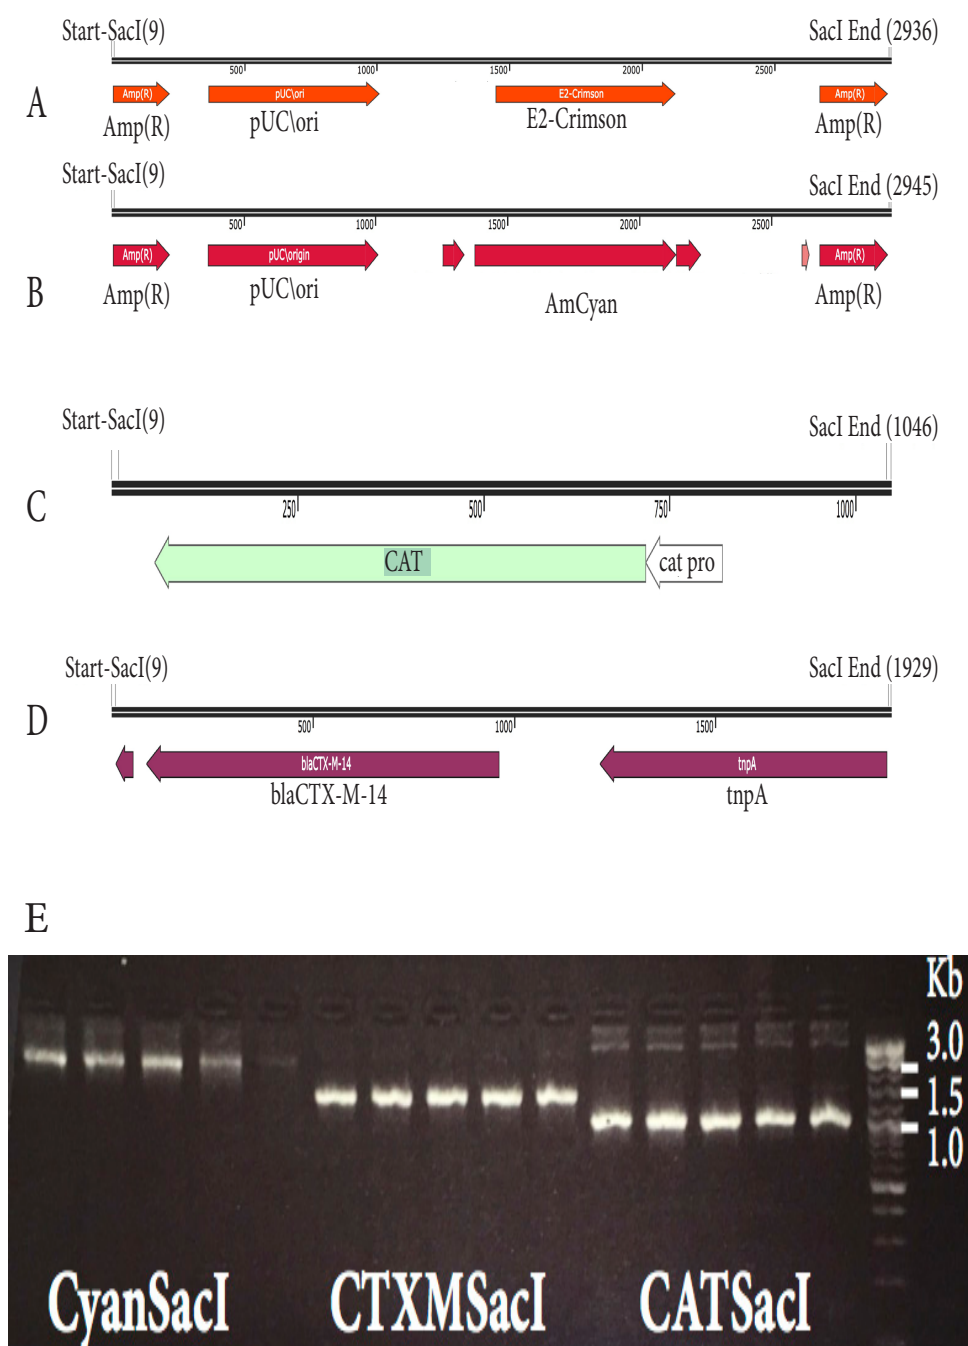 Start-SacI(9) SacI End (2936)
500 1000 1500 2000 2500
A Amp(R) pUC\ori E2-Crimson Amp(R)
Amp(R) pUC\ori E2-Crimson Amp(R)
Start-SacI(9) SacI End (2945)
500 1000 1500 2000 2500
Amp(R) pUC\origin Amp(R)
B Amp(R) pUC\ori AmCyan Amp(R)
Start-SacI(9) SacI End (1046)
C 250 500 750 1000
CAT cat pro
Start-SacI(9) SacI End (1929)
D 500 1000 1500
blaCTX-M-14 tnpA
blaCTX-M-14 tnpA
E
Kb
3.0
1.5
1.0
CyanSacI CTXMSacI CATSacI